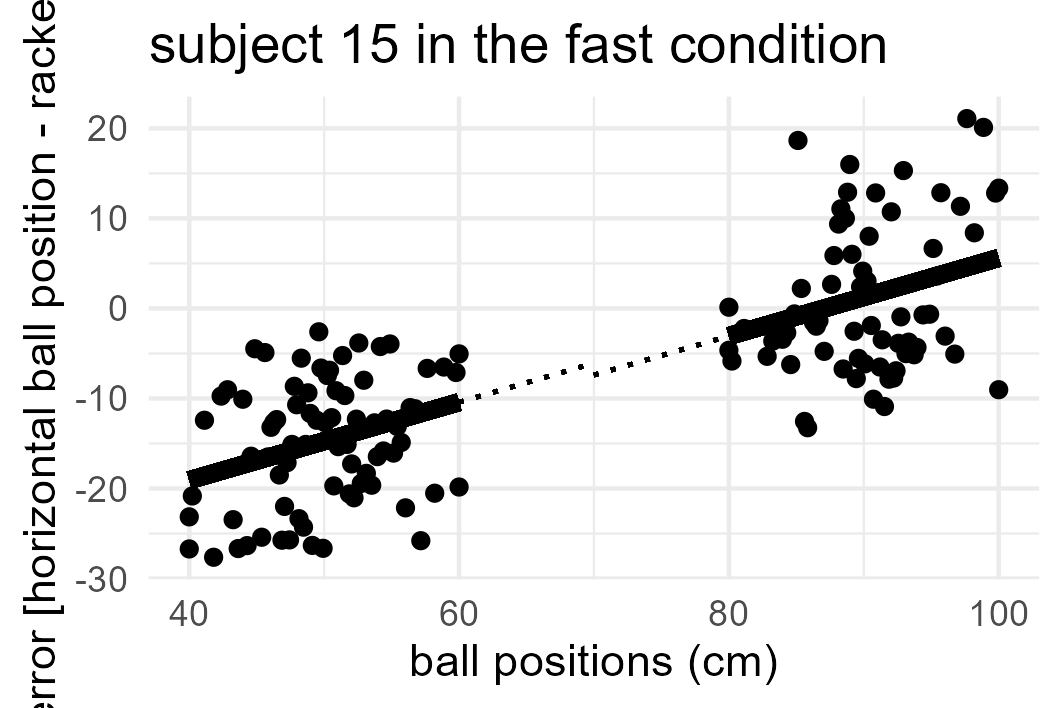 subject 15 in the fast condition
error [horizontal ball position - racke
20
10
0
-10
-20
-30
40 60 80 100
ball positions (cm)